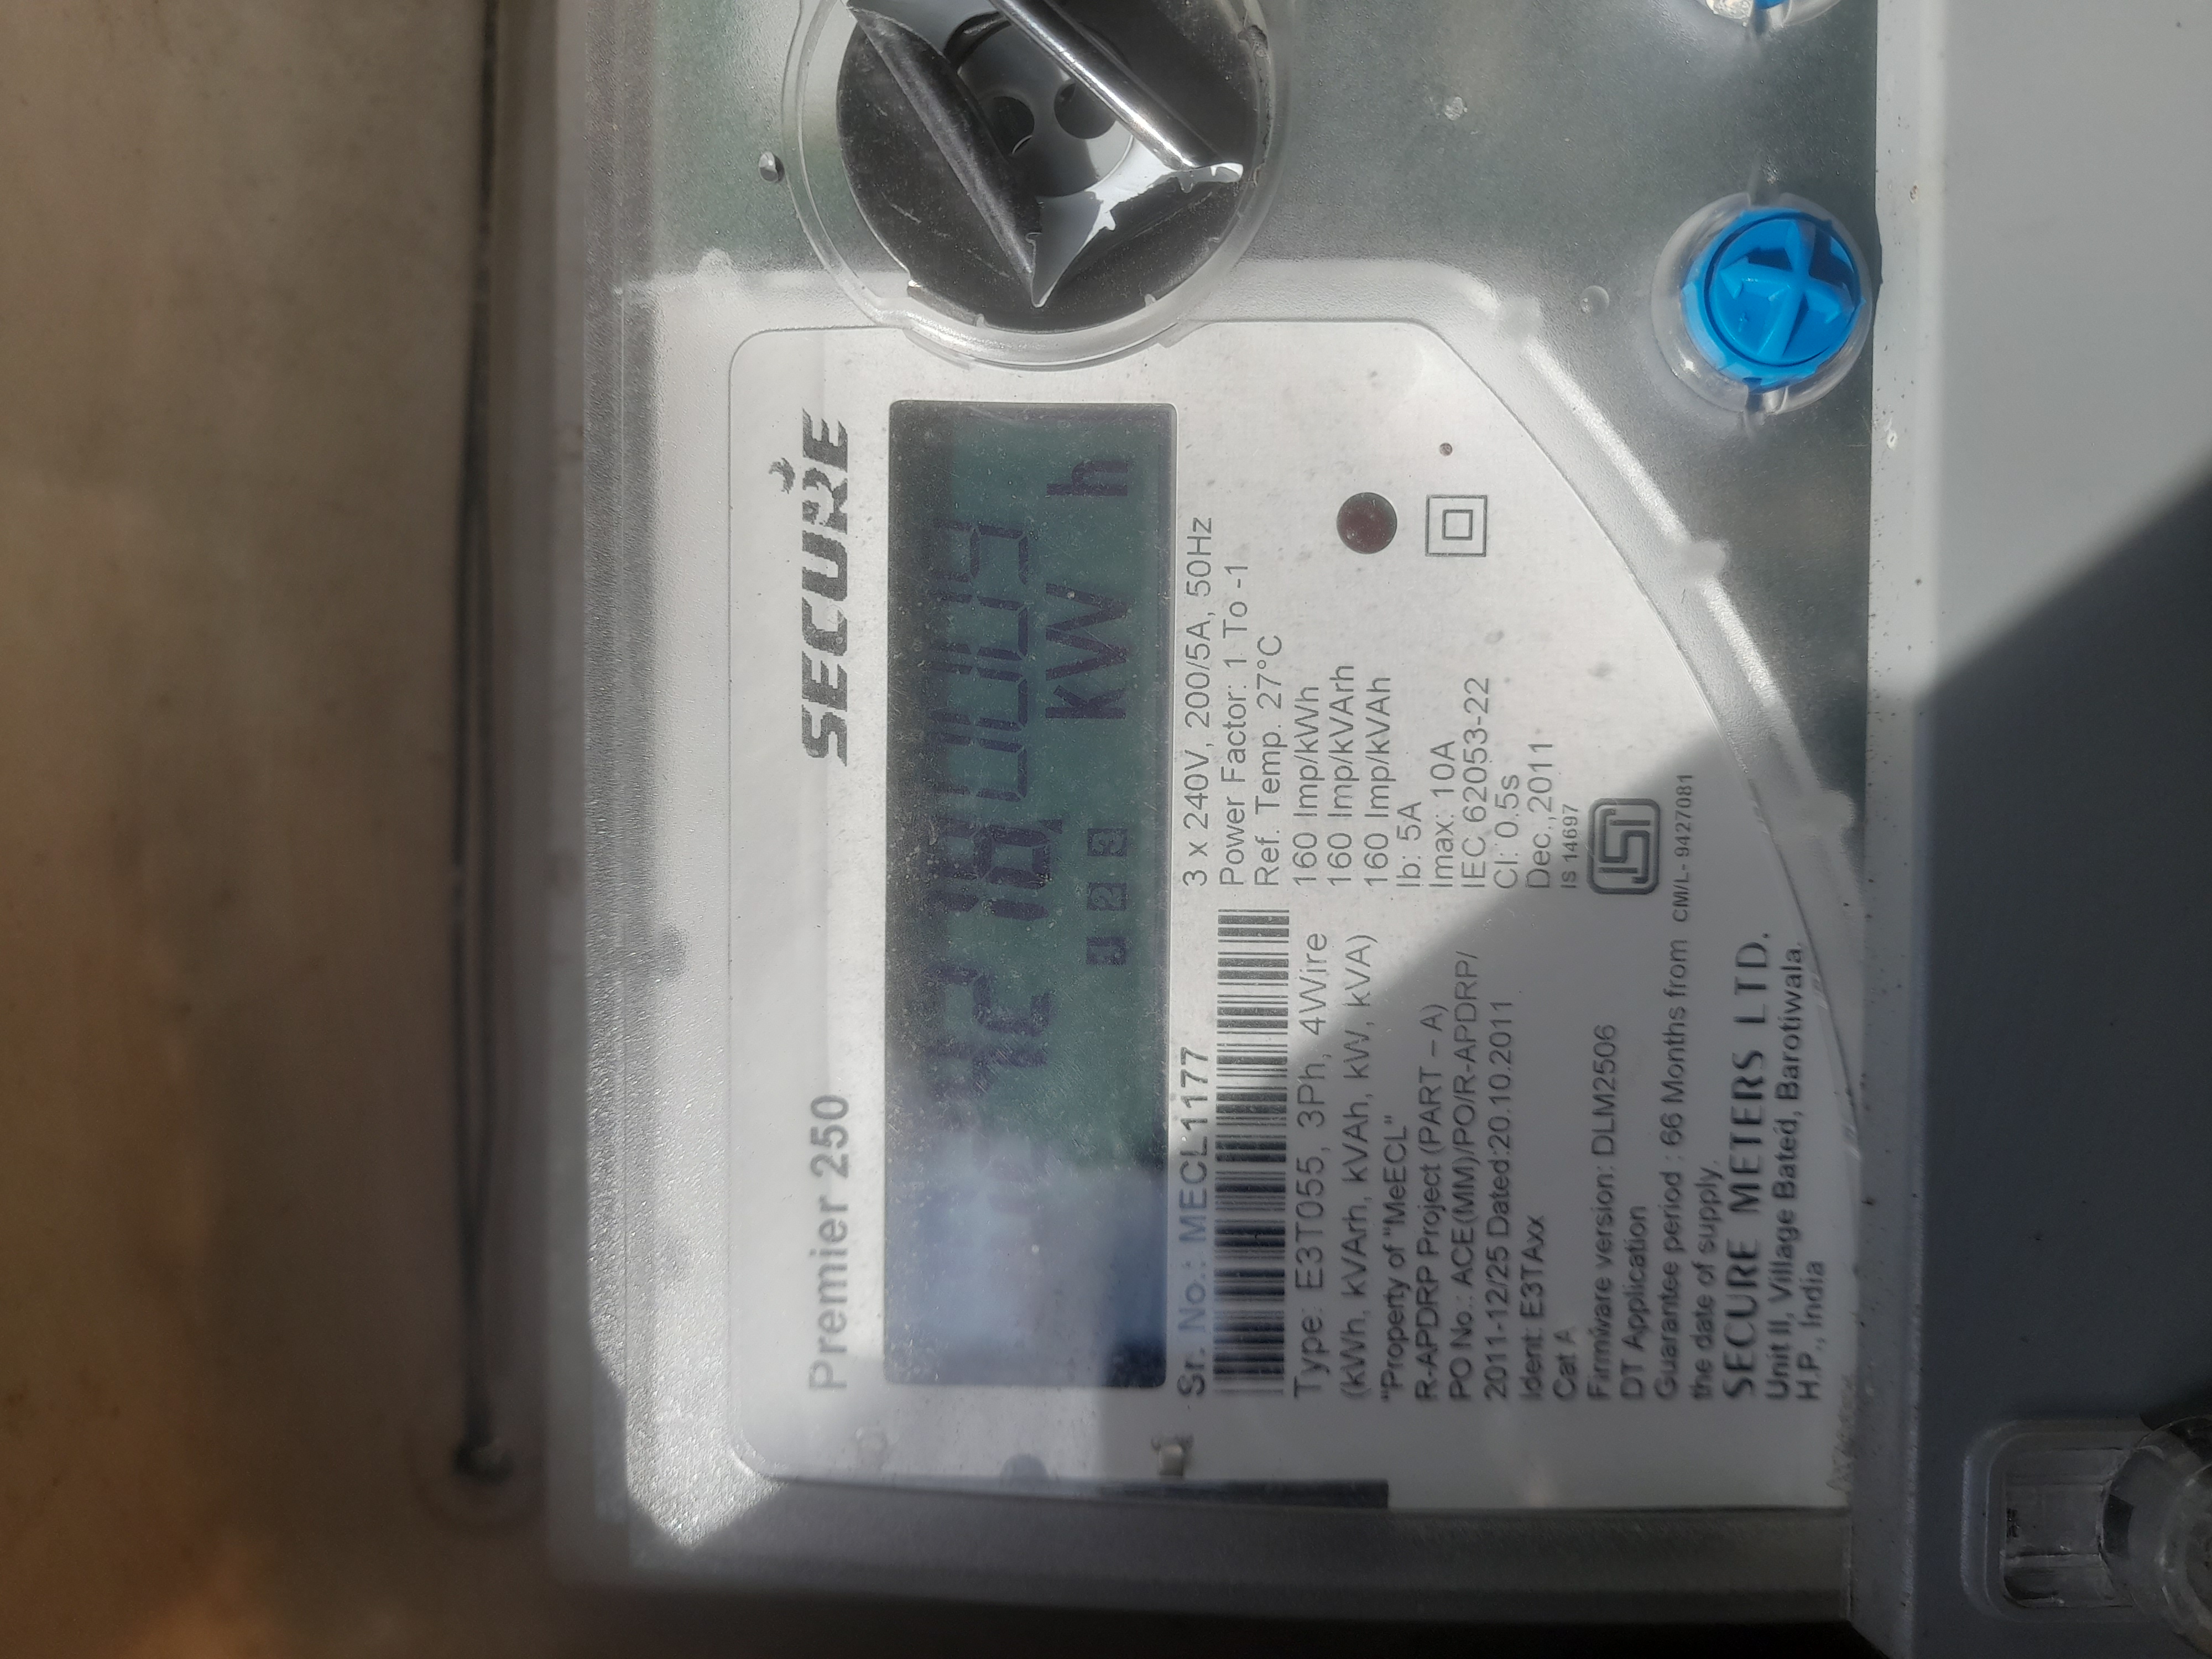 Premier 250
SECURE
1 2 3
kW h
Sr. No.: MECL1177
Type: E3T055, 3Ph, 4Wire
(kWh, kVArh, kVAh, kW, kVA)
"Property of "MeECL"
R-APDRP Project (PART – A)
PO No.: ACE(MM)/PO/R-APDRP/
2011-12/25 Dated:20.10.2011
Ident: E3TAxx
Cat A
Firmware version: DLM2506
DT Application
Guarantee period : 66 Months from
the date of supply.
SECURE METERS LTD.
Unit II, Village Bated, Barotiwala,
H.P., India
3 x 240V, 200/5A, 50Hz
Power Factor: 1 To -1
Ref. Temp. 27°C
160 Imp/kWh
160 Imp/kVArh
160 Imp/kVAh
Ib: 5A
Imax: 10A
IEC 62053-22
Cl: 0.5s
Dec.,2011
IS 14697
ISI
CM/L- 9427081